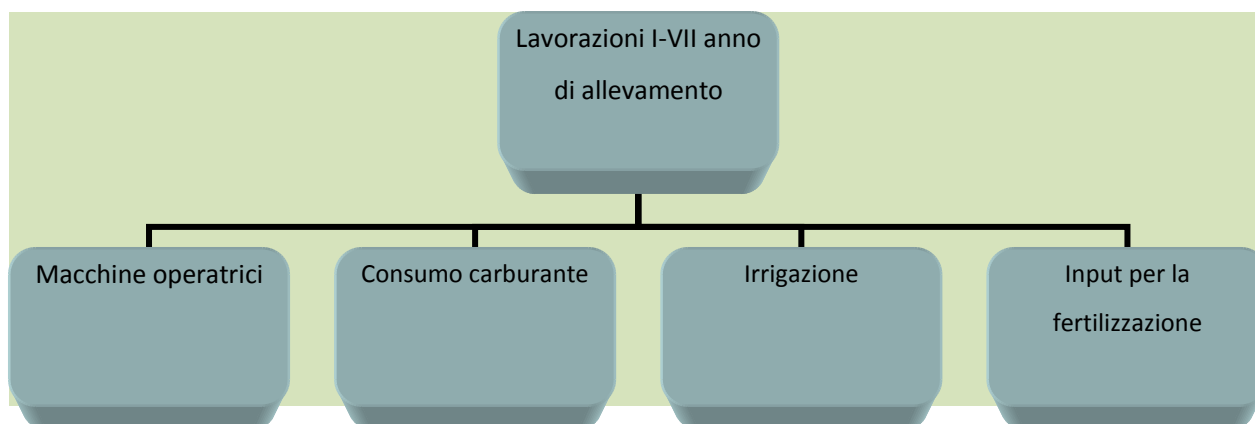 Lavorazioni I-VII anno
di allevamento
Macchine operatrici
Consumo carburante
Irrigazione
Input per la
fertilizzazione